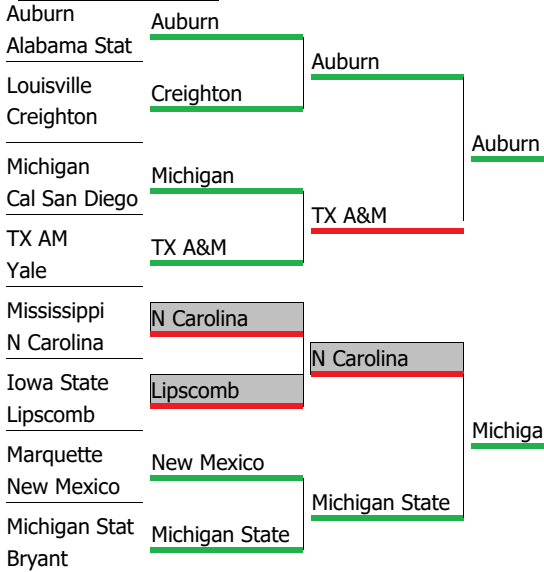 Auburn
Alabama Stat
Louisville
Creighton
Michigan
Cal San Diego
TX AM
Yale
Mississippi
N Carolina
Iowa State
Lipscomb
Marquette
New Mexico
Michigan Stat
Bryant
Auburn
Creighton
Michigan
TX A&M
N Carolina
Lipscomb
New Mexico
Michigan State
Auburn
TX A&M
N Carolina
Michigan State
Auburn
Michiga